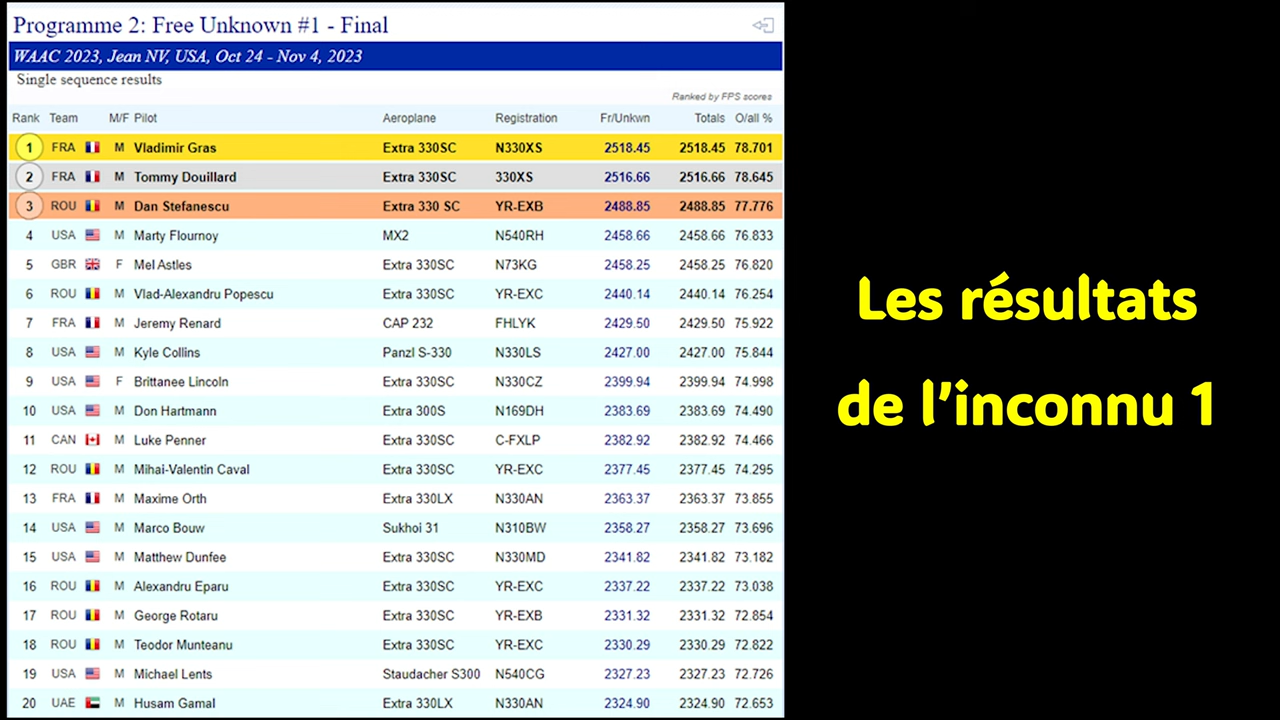 Programme 2: Free Unknown #1 - Final
WAAC 2023, Jean NV, USA, Oct 24 - Nov 4, 2023
Single sequence results
Ranked by FPS scores
Rank Team M/F Pilot Aeroplane Registration Fr/Unkwn Totals O/all %
1 FRA M Vladimir Gras Extra 330SC N330XS 2518.45 2518.45 78.701
2 FRA M Tommy Douillard Extra 330SC 330XS 2516.66 2516.66 78.645
3 ROU M Dan Stefanescu Extra 330 SC YR-EXB 2488.85 2488.85 77.776
4 USA M Marty Flournoy MX2 N540RH 2458.66 2458.66 76.833
5 GBR F Mel Astles Extra 330SC N73KG 2458.25 2458.25 76.820
6 ROU M Vlad-Alexandru Popescu Extra 330SC YR-EXC 2440.14 2440.14 76.254
7 FRA M Jeremy Renard CAP 232 FHLYK 2429.50 2429.50 75.922
8 USA M Kyle Collins Panzl S-330 N330LS 2427.00 2427.00 75.844
9 USA F Brittanee Lincoln Extra 330SC N330CZ 2399.94 2399.94 74.998
10 USA M Don Hartmann Extra 300S N169DH 2383.69 2383.69 74.490
11 CAN M Luke Penner Extra 330SC C-FXLP 2382.92 2382.92 74.466
12 ROU M Mihai-Valentin Caval Extra 330SC YR-EXC 2377.45 2377.45 74.295
13 FRA M Maxime Orth Extra 330LX N330AN 2363.37 2363.37 73.855
14 USA M Marco Bouw Sukhoi 31 N310BW 2358.27 2358.27 73.696
15 USA M Matthew Dunfee Extra 330SC N330MD 2341.82 2341.82 73.182
16 ROU M Alexandru Eparu Extra 330SC YR-EXC 2337.22 2337.22 73.038
17 ROU M George Rotaru Extra 330SC YR-EXB 2331.32 2331.32 72.854
18 ROU M Teodor Munteanu Extra 330SC YR-EXC 2330.29 2330.29 72.822
19 USA M Michael Lents Staudacher S300 N540CG 2327.23 2327.23 72.726
20 UAE M Husam Gamal Extra 330LX N330AN 2324.90 2324.90 72.653
Les résultats
de l'inconnu 1